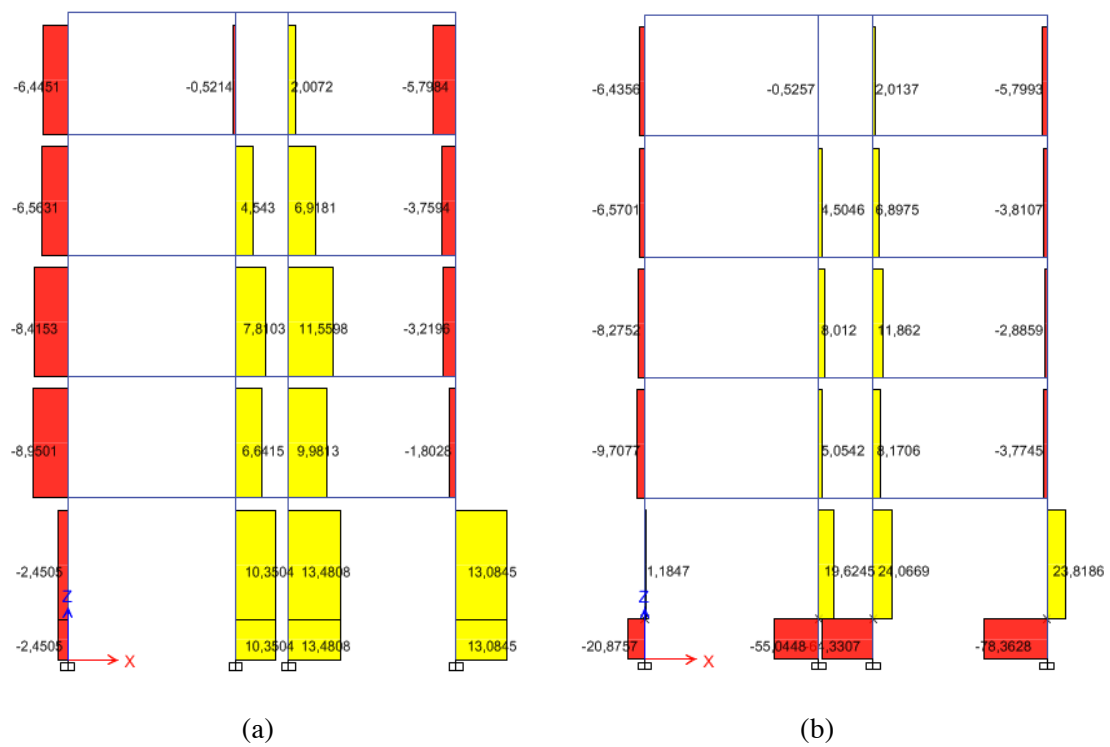 -6,4451 -0,5214 2,0072 -5,7984
-6,5631 4,543 6,9181 -3,7594
-8,4153 7,8103 11,5598 -3,2196
-8,9501 6,6415 9,9813 -1,8028
-2,4505 10,3504 13,4808 13,0845
Z
-2,4505 10,3504 13,4808 13,0845
X
(a)
-6,4356 -0,5257 2,0137 -5,7993
-6,5701 4,5046 6,8975 -3,8107
-8,2752 8,012 11,862 -2,8859
-9,7077 5,0542 8,1706 -3,7745
1,1847 19,6245 24,0669 23,8186
Z
-20,8757 -55,0448 -64,3307 -78,3628
X
(b)